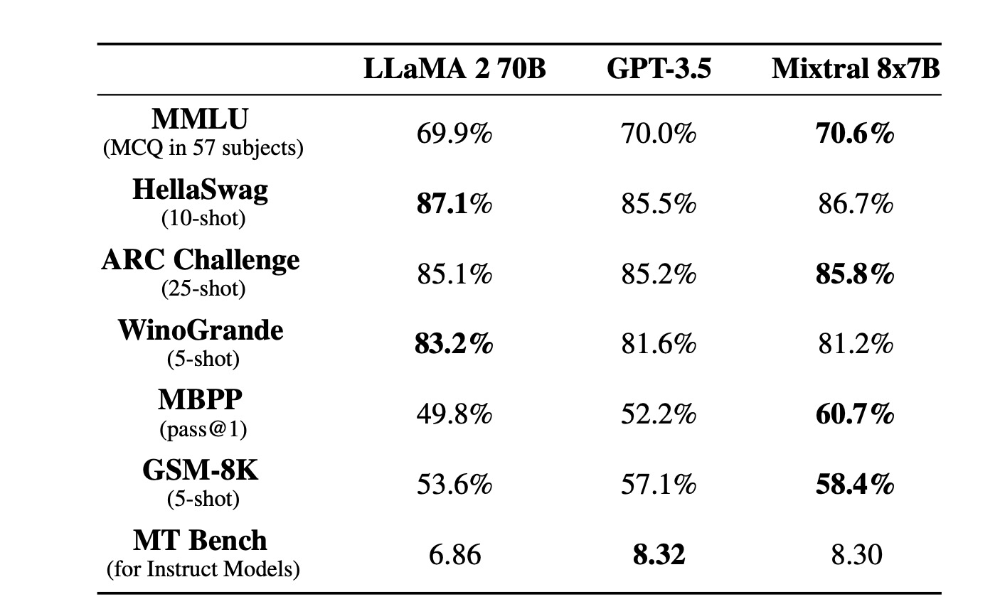 LLaMA 2 70B GPT-3.5 Mixtral 8x7B
MMLU
(MCQ in 57 subjects) 69.9% 70.0% 70.6%
HellaSwag
(10-shot) 87.1% 85.5% 86.7%
ARC Challenge
(25-shot) 85.1% 85.2% 85.8%
WinoGrande
(5-shot) 83.2% 81.6% 81.2%
MBPP
(pass@1) 49.8% 52.2% 60.7%
GSM-8K
(5-shot) 53.6% 57.1% 58.4%
MT Bench
(for Instruct Models) 6.86 8.32 8.30